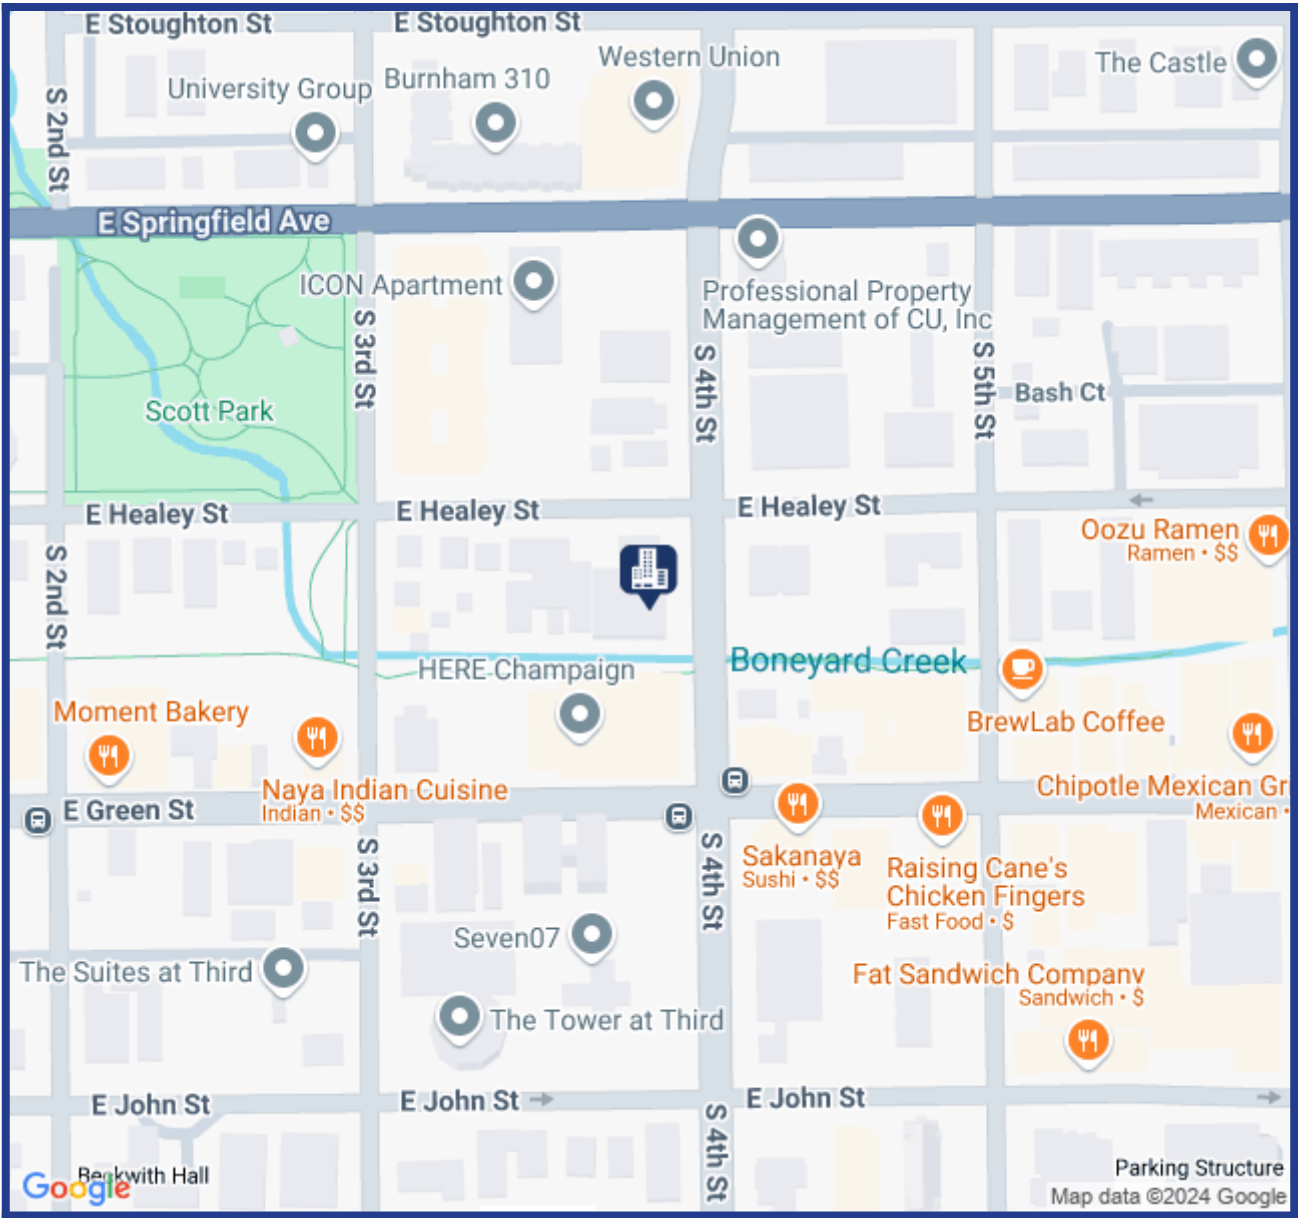 E Stoughton St
E Stoughton St
Western Union
The Castle
Burnham 310
University Group
S 2nd St
E Springfield Ave
ICON Apartment
Professional Property
Management of CU, Inc
S 3rd St
S 4th St
S 5th St
Bash Ct
Scott Park
E Healey St
E Healey St
E Healey St
Oozu Ramen
Ramen • $$
S 2nd St
Boneyard Creek
HERE Champaign
Moment Bakery
BrewLab Coffee
Naya Indian Cuisine
Indian • $$
Chipotle Mexican Gri
Mexican •
E Green St
S 3rd St
S 4th St
Sakanaya
Sushi • $$
Raising Cane's
Chicken Fingers
Fast Food • $
Seven07
The Suites at Third
Fat Sandwich Company
Sandwich • $
The Tower at Third
E John St
E John St
E John St
S 4th St
Beckwith Hall
Google
Parking Structure
Map data ©2024 Google